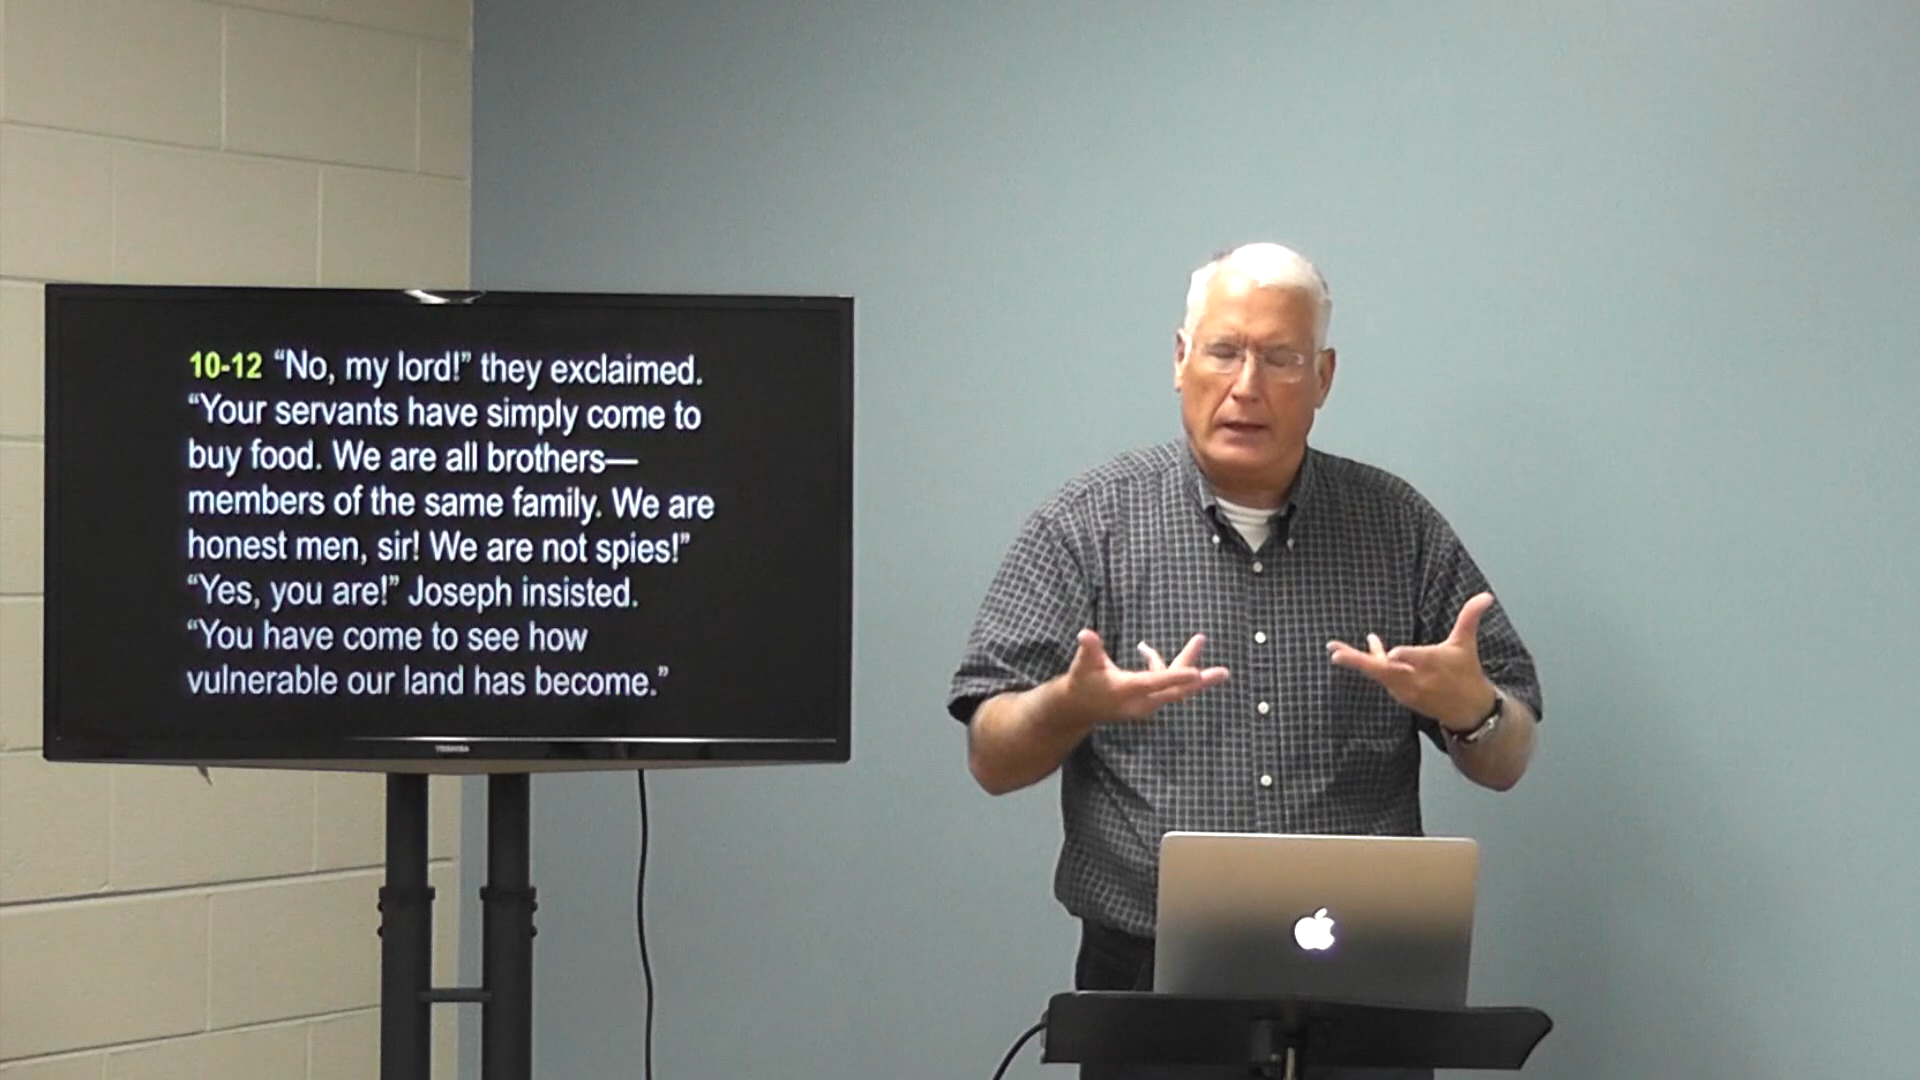 10-12 “No, my lord!” they exclaimed.
“Your servants have simply come to
buy food. We are all brothers—
members of the same family. We are
honest men, sir! We are not spies!”
“Yes, you are!” Joseph insisted.
“You have come to see how
vulnerable our land has become.”
TOSHIBA